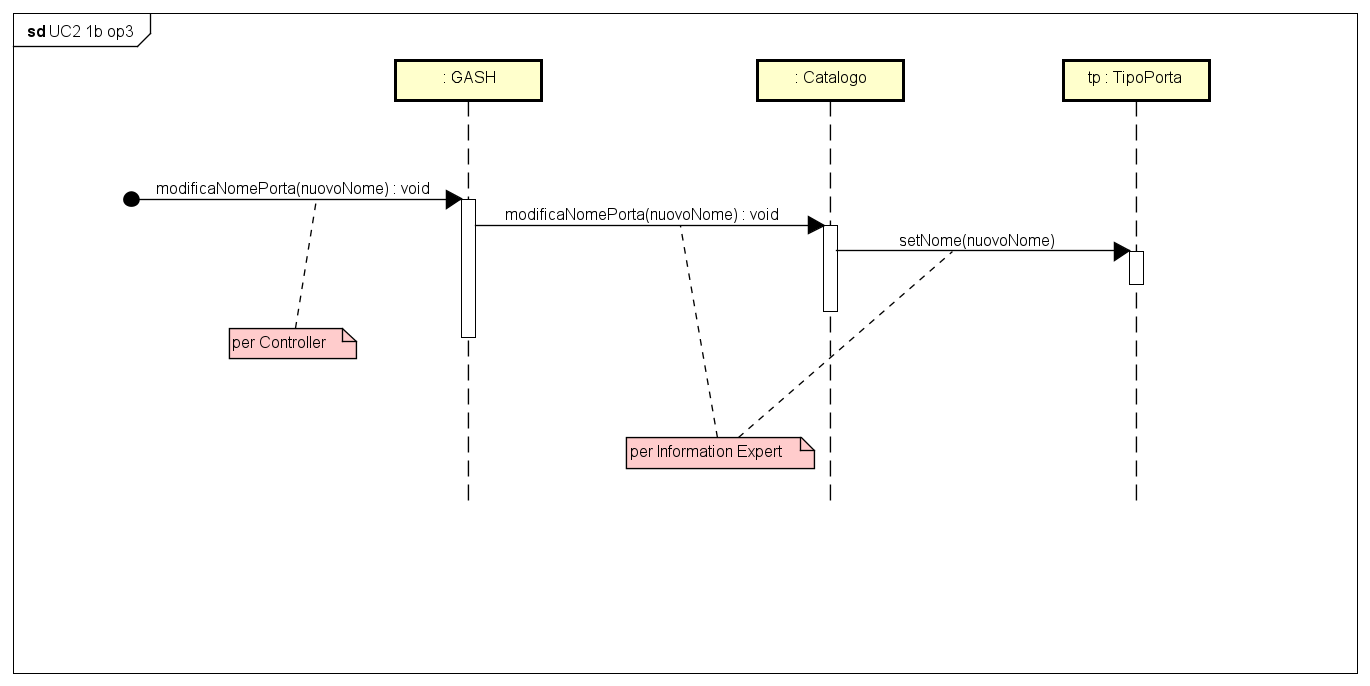 sd UC2 1b op3
: GASH
: Catalogo
tp : TipoPorta
modificaNomePorta(nuovoNome) : void
modificaNomePorta(nuovoNome) : void
setNome(nuovoNome)
per Controller
per Information Expert